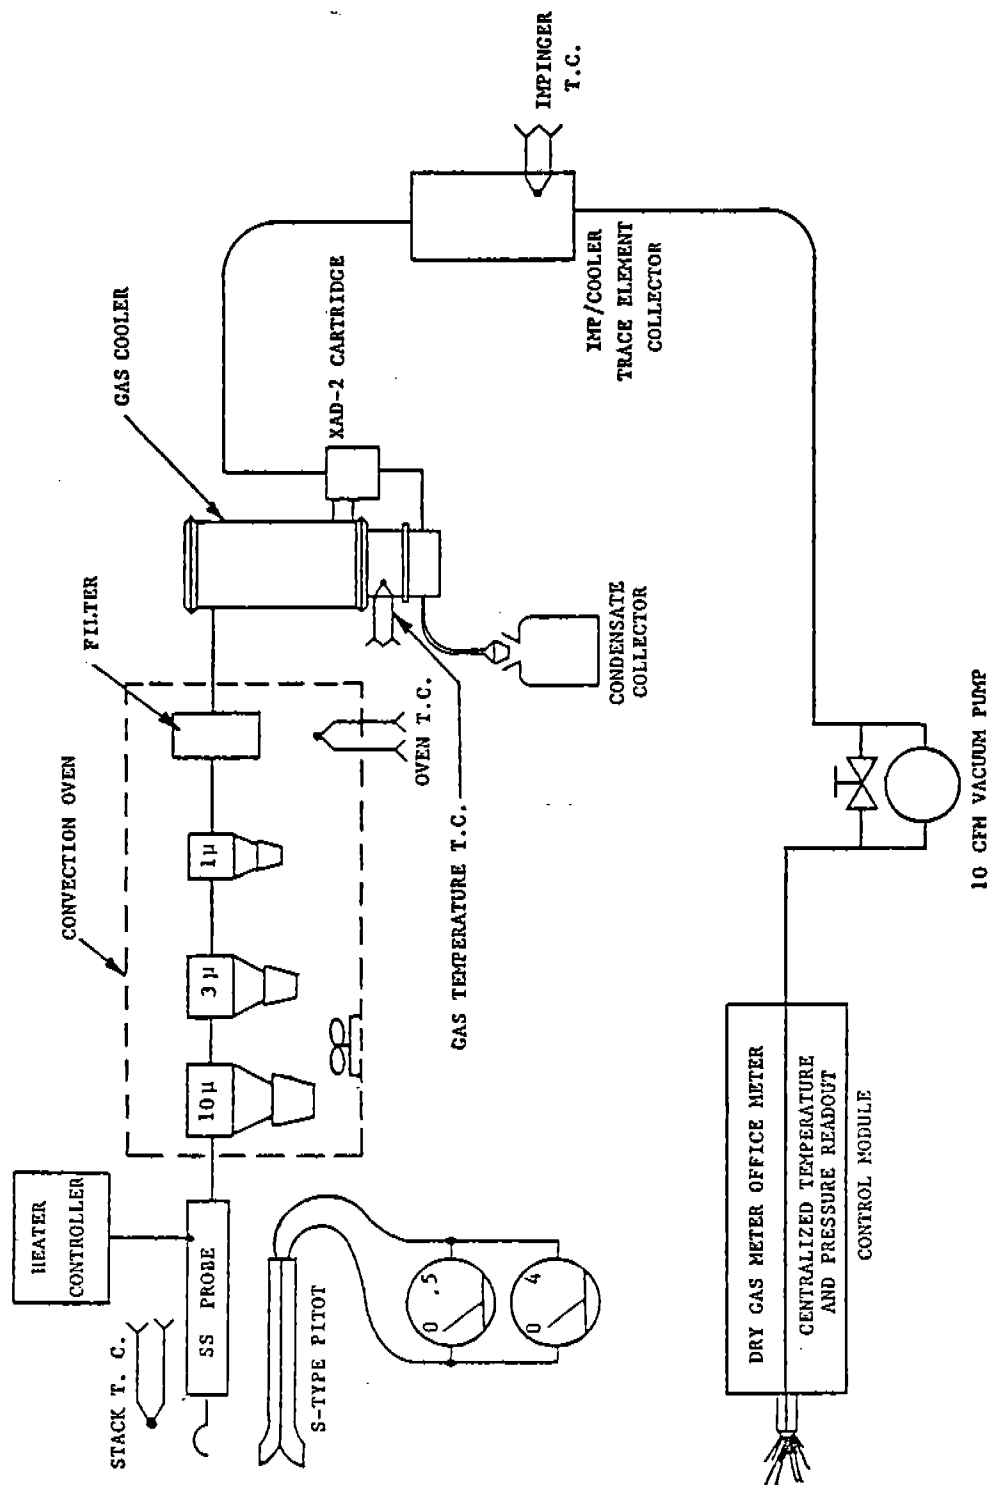 STACK T. C.
HEATER
CONTROLLER
SS PROBE
S-TYPE PITOT
0 .5
0 4
CONVECTION OVEN
10μ
3μ
1μ
FILTER
OVEN T.C.
GAS TEMPERATURE T.C.
GAS COOLER
XAD-2 CARTRIDGE
CONDENSATE
COLLECTOR
IMPINGER
T.C.
IMP/COOLER
TRACE ELEMENT
COLLECTOR
DRY GAS METER OFFICE METER
CENTRALIZED TEMPERATURE
AND PRESSURE READOUT
CONTROL MODULE
10 CFM VACUUM PUMP